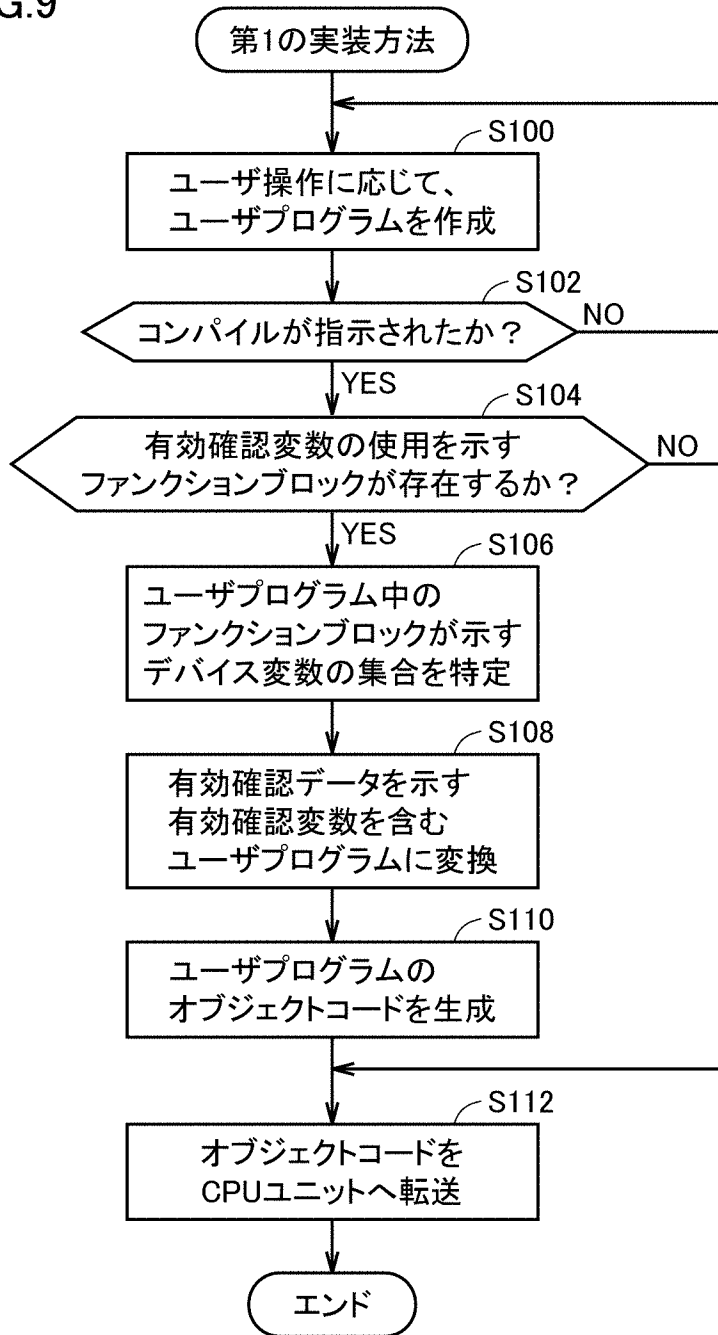 G.9
第1の実装方法
S100
ユーザ操作に応じて、
ユーザプログラムを作成
S102
コンパイルが指示されたか？
NO
YES
S104
有効確認変数の使用を示す
ファンクションブロックが存在するか？
NO
YES
S106
ユーザプログラム中の
ファンクションブロックが示す
デバイス変数の集合を特定
S108
有効確認データを示す
有効確認変数を含む
ユーザプログラムに変換
S110
ユーザプログラムの
オブジェクトコードを生成
S112
オブジェクトコードを
CPUユニットへ転送
エンド